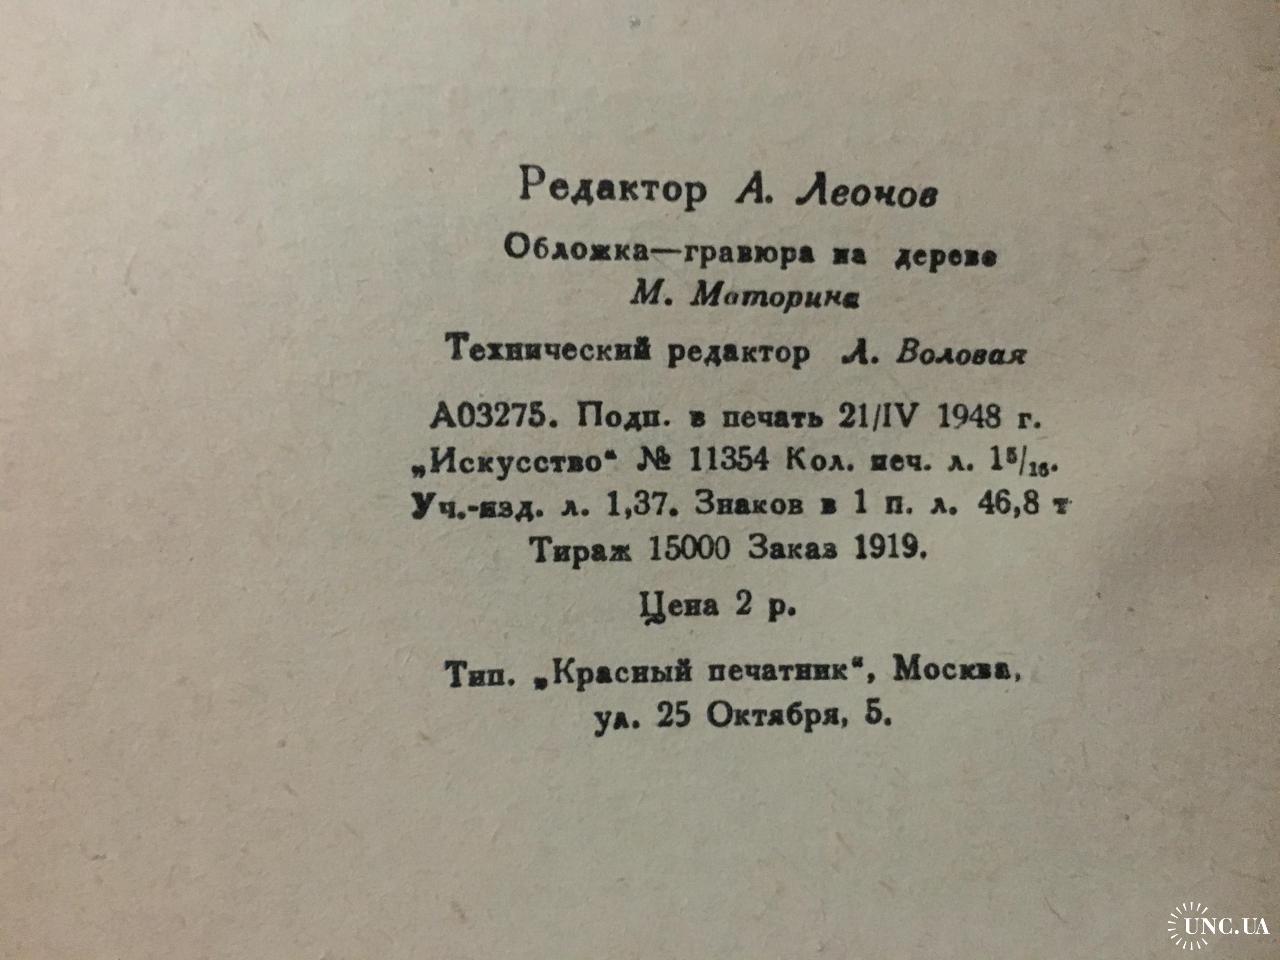 Редактор А. Леонов
Обложка—гравюра на дереве
М. Маторина
Технический редактор А. Воловая
А03275. Подп. в печать 21/IV 1948 г.
„Искусство“ № 11354 Кол. печ. л. 1⁵/₁₆.
Уч.-изд. л. 1,37. Знаков в 1 п. л. 46,8 т
Тираж 15000 Заказ 1919.
Цена 2 р.
Тип. „Красный печатник“, Москва,
ул. 25 Октября, 5.
UNC.UA